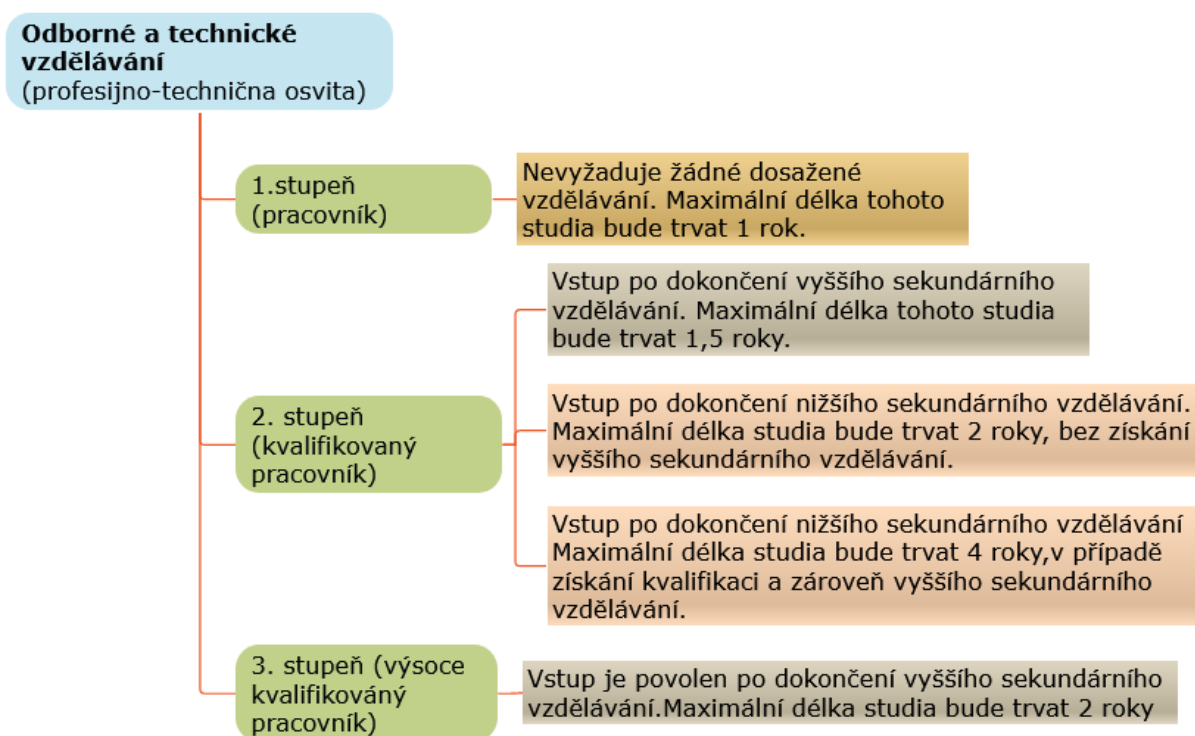 Odborné a technické
vzdělávání
(profesijno-technična osvita)
1.stupeň
(pracovník)
Nevyžaduje žádné dosažené
vzdělávání. Maximální délka tohoto
studia bude trvat 1 rok.
2. stupeň
(kvalifikovaný
pracovník)
Vstup po dokončení vyššího sekundárního
vzdělávání. Maximální délka tohoto studia
bude trvat 1,5 roky.
Vstup po dokončení nižšího sekundárního vzdělávání.
Maximální délka studia bude trvat 2 roky, bez získání
vyššího sekundárního vzdělávání.
Vstup po dokončení nižšího sekundárního vzdělávání
Maximální délka studia bude trvat 4 roky,v případě
získání kvalifikaci a zároveň vyššího sekundárního
vzdělávání.
3. stupeň (výsoce
kvalifikováný
pracovník)
Vstup je povolen po dokončení vyššího sekundárního
vzdělávání.Maximální délka studia bude trvat 2 roky